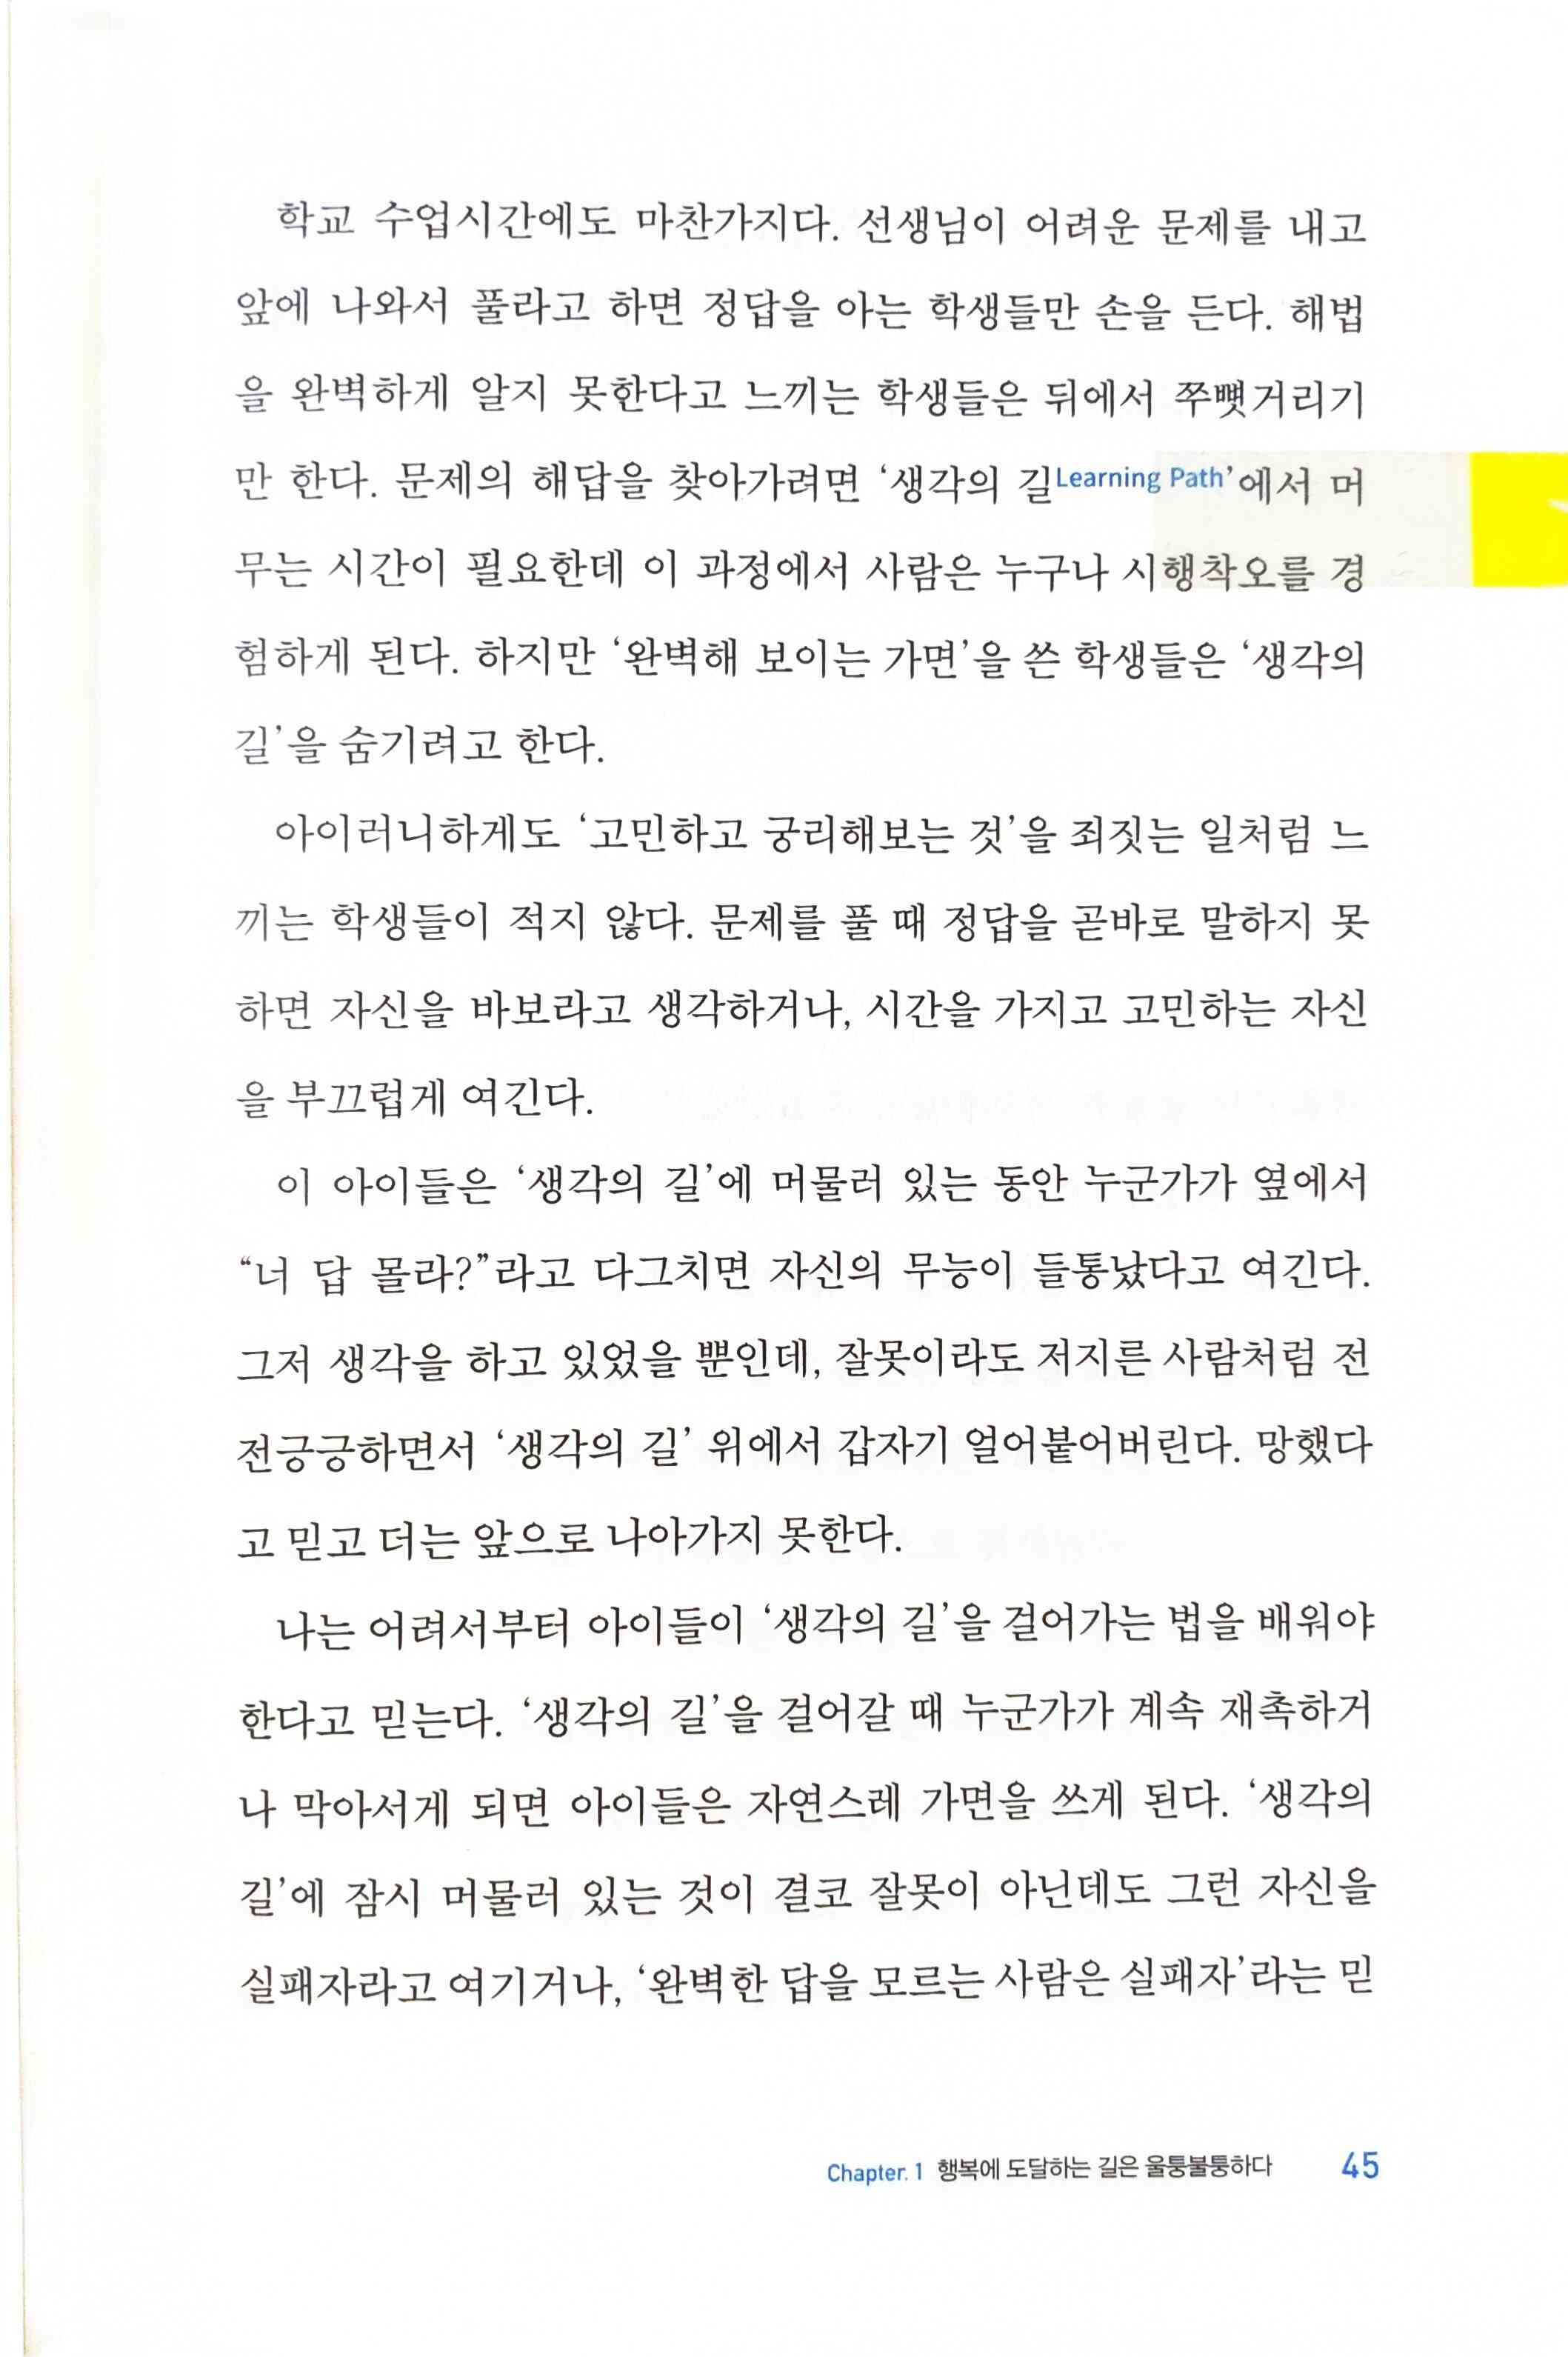 학교 수업시간에도 마찬가지다. 선생님이 어려운 문제를 내고
앞에 나와서 풀라고 하면 정답을 아는 학생들만 손을 든다. 해법
을 완벽하게 알지 못한다고 느끼는 학생들은 뒤에서 쭈뼛거리기
만 한다. 문제의 해답을 찾아가려면 ‘생각의 길Learning Path’에서 머
무는 시간이 필요한데 이 과정에서 사람은 누구나 시행착오를 경
험하게 된다. 하지만 ‘완벽해 보이는 가면’을 쓴 학생들은 ‘생각의
길’을 숨기려고 한다.
아이러니하게도 ‘고민하고 궁리해보는 것’을 죄짓는 일처럼 느
끼는 학생들이 적지 않다. 문제를 풀 때 정답을 곧바로 말하지 못
하면 자신을 바보라고 생각하거나, 시간을 가지고 고민하는 자신
을 부끄럽게 여긴다.
이 아이들은 ‘생각의 길’에 머물러 있는 동안 누군가가 옆에서
“너 답 몰라?”라고 다그치면 자신의 무능이 들통났다고 여긴다.
그저 생각을 하고 있었을 뿐인데, 잘못이라도 저지른 사람처럼 전
전긍긍하면서 ‘생각의 길’ 위에서 갑자기 얼어붙어버린다. 망했다
고 믿고 더는 앞으로 나아가지 못한다.
나는 어려서부터 아이들이 ‘생각의 길’을 걸어가는 법을 배워야
한다고 믿는다. ‘생각의 길’을 걸어갈 때 누군가가 계속 재촉하거
나 막아서게 되면 아이들은 자연스레 가면을 쓰게 된다. ‘생각의
길’에 잠시 머물러 있는 것이 결코 잘못이 아닌데도 그런 자신을
실패자라고 여기거나, ‘완벽한 답을 모르는 사람은 실패자’라는 믿
Chapter. 1 행복에 도달하는 길은 울퉁불퉁하다 45